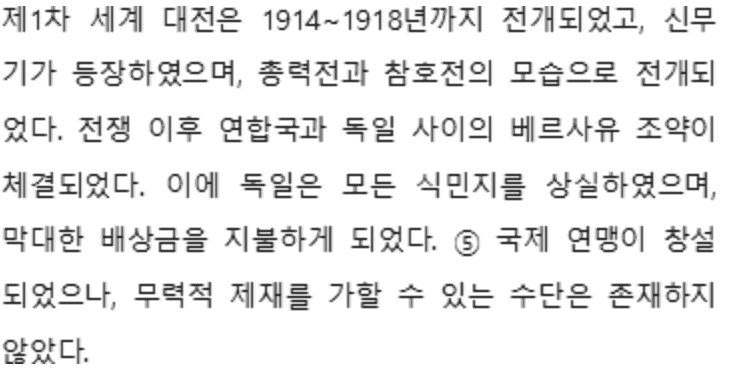 제1차 세계 대전은 1914~1918년까지 전개되었고, 신무
기가 등장하였으며, 총력전과 참호전의 모습으로 전개되
었다. 전쟁 이후 연합국과 독일 사이의 베르사유 조약이
체결되었다. 이에 독일은 모든 식민지를 상실하였으며,
막대한 배상금을 지불하게 되었다. ⑤ 국제 연맹이 창설
되었으나, 무력적 제재를 가할 수 있는 수단은 존재하지
않았다.